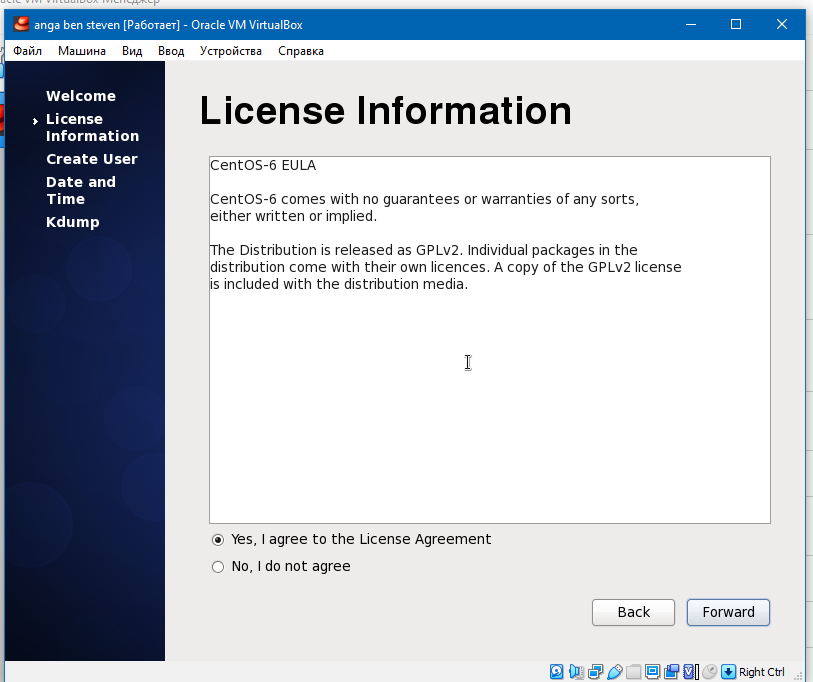 anga ben steven [Работает] - Oracle VM VirtualBox
Файл Машина Вид Ввод Устройства Справка
Welcome
License
Information
Create User
Date and
Time
Kdump
License Information
CentOS-6 EULA
CentOS-6 comes with no guarantees or warranties of any sorts,
either written or implied.
The Distribution is released as GPLv2. Individual packages in the
distribution come with their own licences. A copy of the GPLv2 license
is included with the distribution media.
Yes, I agree to the License Agreement
No, I do not agree
Back Forward
Right Ctrl